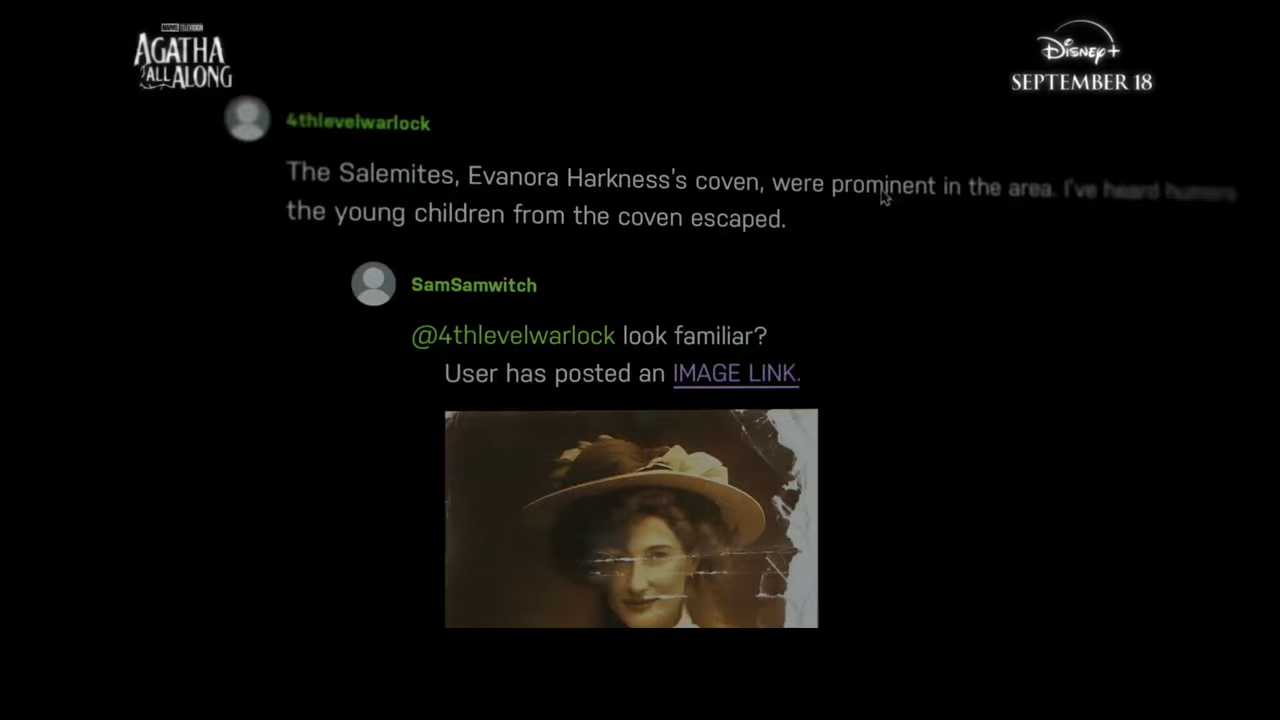 MARVEL TELEVISION
AGATHA
ALL ALONG
Disney+
SEPTEMBER 18
4thlevelwarlock
The Salemites, Evanora Harkness's coven, were prominent in the area. I've heard
the young children from the coven escaped.
SamSamwitch
@4thlevelwarlock look familiar?
User has posted an IMAGE LINK.